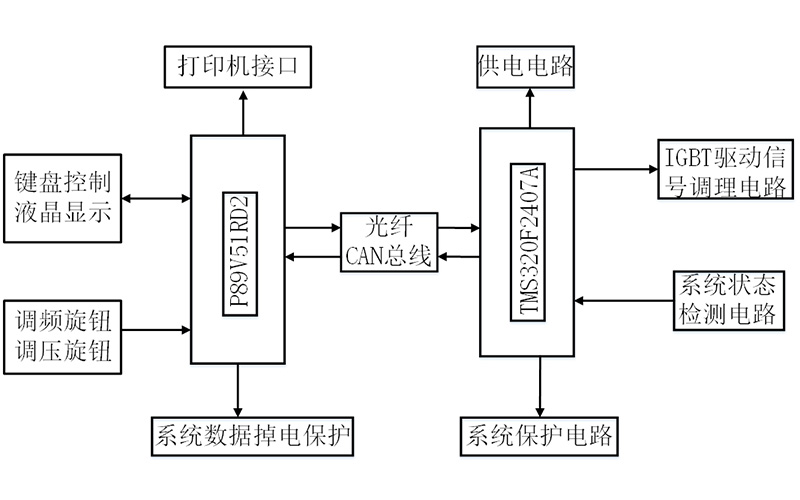 打印机接口
供电电路
键盘控制
液晶显示
P89V51RD2
光纤
CAN总线
TMS320F2407A
IGBT驱动信
号调理电路
调频旋钮
调压旋钮
系统状态
检测电路
系统数据掉电保护
系统保护电路